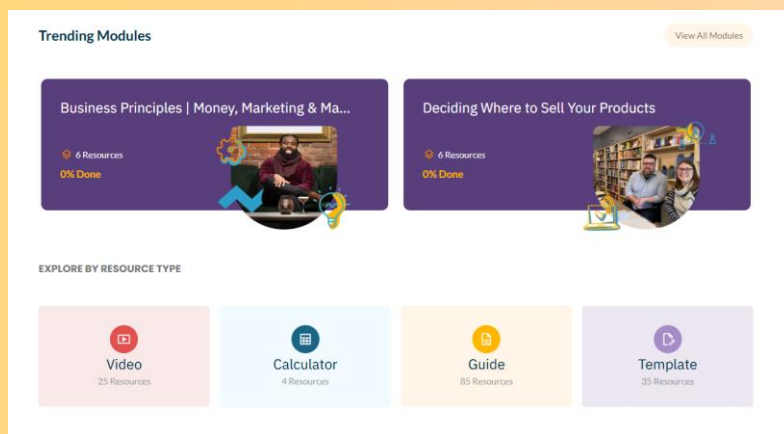 Trending Modules
View All Modules
Business Principles | Money, Marketing & Ma...
6 Resources
0% Done
Deciding Where to Sell Your Products
6 Resources
0% Done
EXPLORE BY RESOURCE TYPE
Video
25 Resources
Calculator
4 Resources
Guide
85 Resources
Template
35 Resources